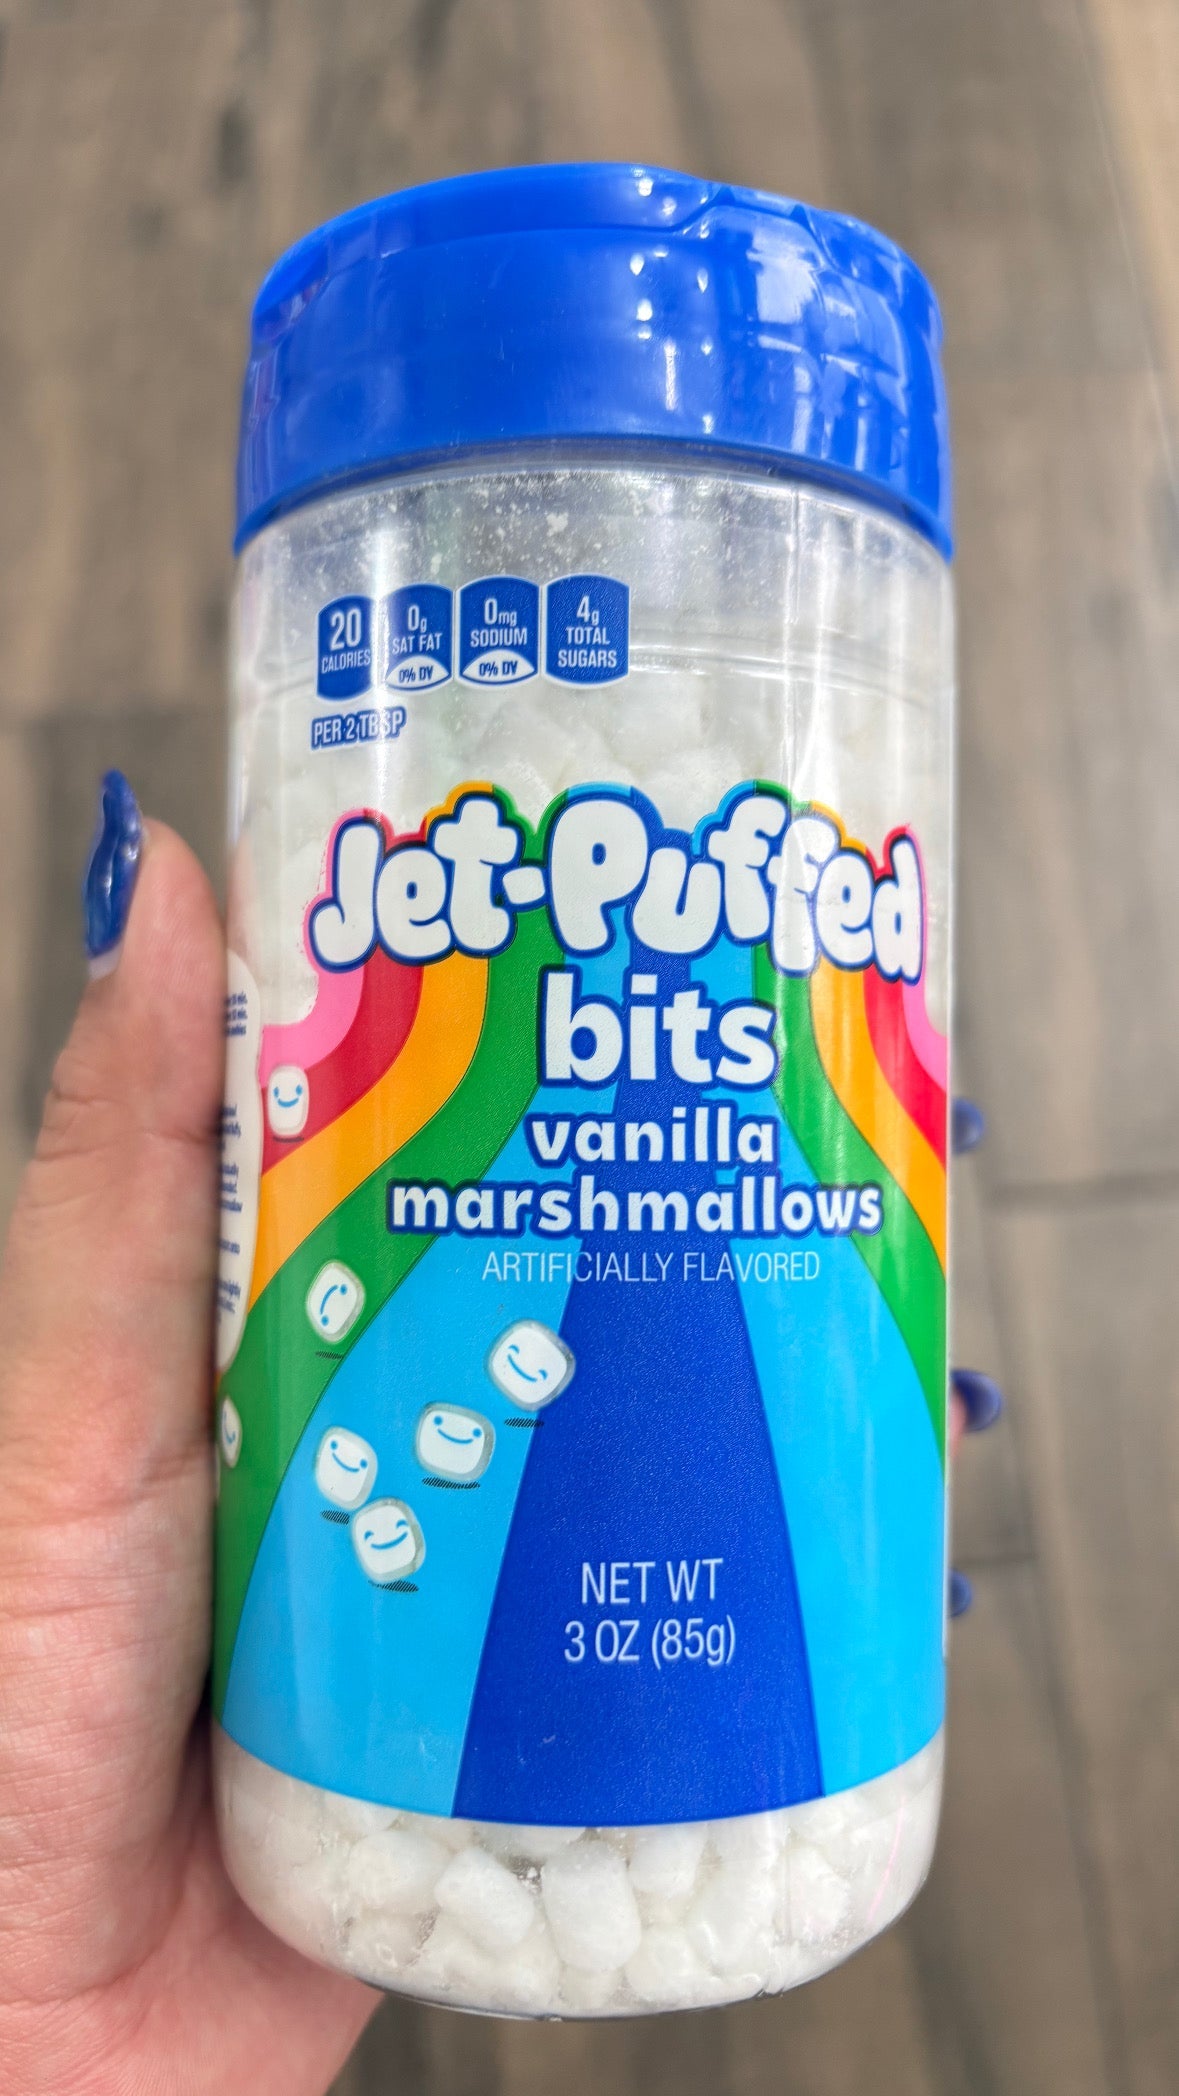 20
CALORIES
0g
SAT FAT
0% DV
0mg
SODIUM
0% DV
4g
TOTAL
SUGARS
PER 2 TBSP
Jet-Puffed
bits
vanilla
marshmallows
ARTIFICIALLY FLAVORED
NET WT
3 OZ (85g)